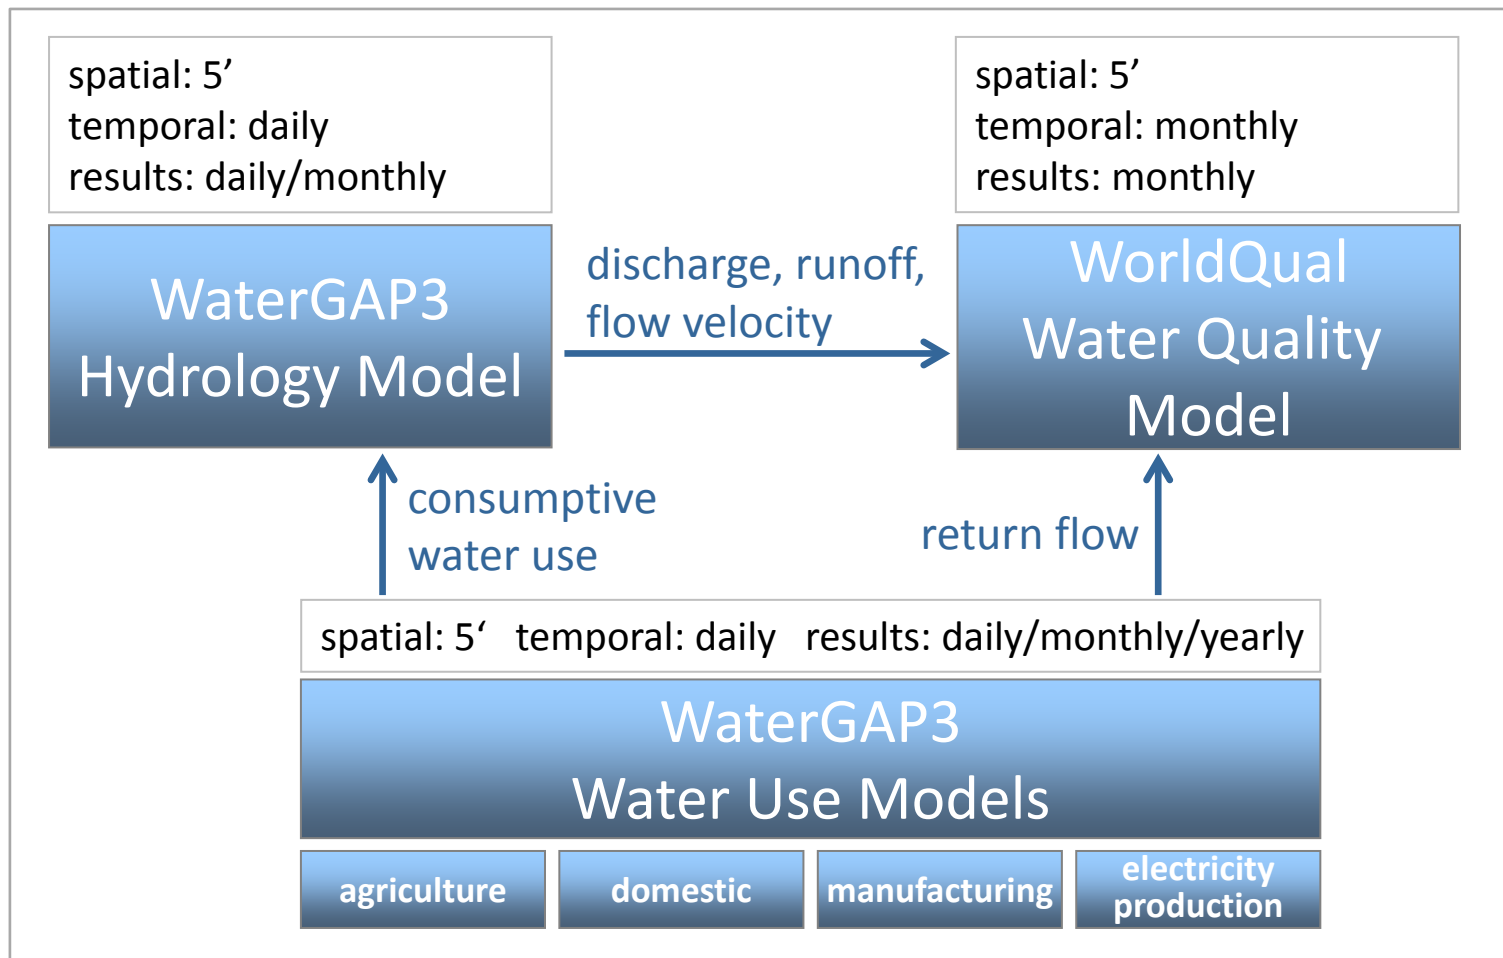 spatial: 5’
temporal: daily
results: daily/monthly
WaterGAP3
Hydrology Model
discharge, runoff,
flow velocity
spatial: 5’
temporal: monthly
results: monthly
WorldQual
Water Quality
Model
consumptive
water use
return flow
spatial: 5‘ temporal: daily results: daily/monthly/yearly
WaterGAP3
Water Use Models
agriculture
domestic
manufacturing
electricity
production